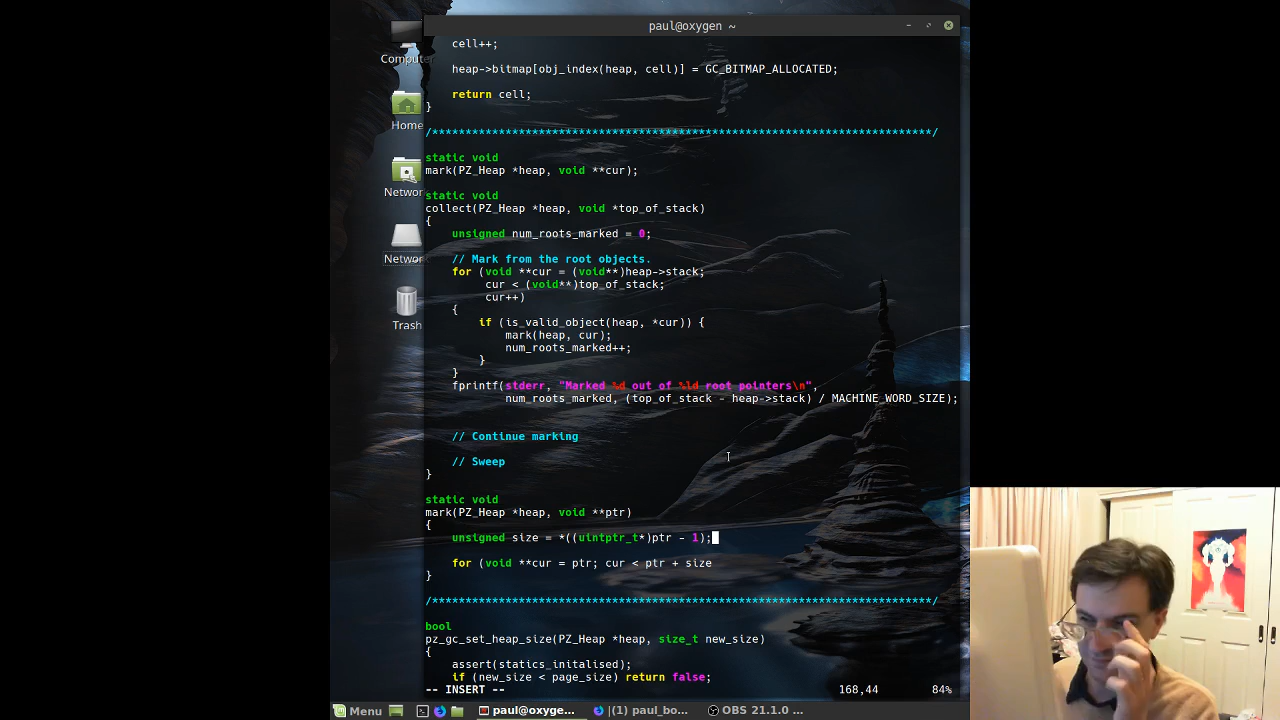 paul@oxygen ~
Computer
Home
Networ
Networ
Trash
    cell++;

    heap->bitmap[obj_index(heap, cell)] = GC_BITMAP_ALLOCATED;

    return cell;
}

/*****************************************************************************/

static void
mark(PZ_Heap *heap, void **cur);

static void
collect(PZ_Heap *heap, void *top_of_stack)
{
    unsigned num_roots_marked = 0;

    // Mark from the root objects.
    for (void **cur = (void**)heap->stack;
         cur < (void**)top_of_stack;
         cur++)
    {
        if (is_valid_object(heap, *cur)) {
            mark(heap, cur);
            num_roots_marked++;
        }
    }
    fprintf(stderr, "Marked %d out of %ld root pointers\n",
            num_roots_marked, (top_of_stack - heap->stack) / MACHINE_WORD_SIZE);


    // Continue marking

    // Sweep
}

static void
mark(PZ_Heap *heap, void **ptr)
{
    unsigned size = *((uintptr_t*)ptr - 1);

    for (void **cur = ptr; cur < ptr + size
}

/*****************************************************************************/

bool
pz_gc_set_heap_size(PZ_Heap *heap, size_t new_size)
{
    assert(statics_initalised);
    if (new_size < page_size) return false;
-- INSERT -- 168,44 84%
Menu paul@oxyge... |(1) paul_bo... OBS 21.1.0 ...